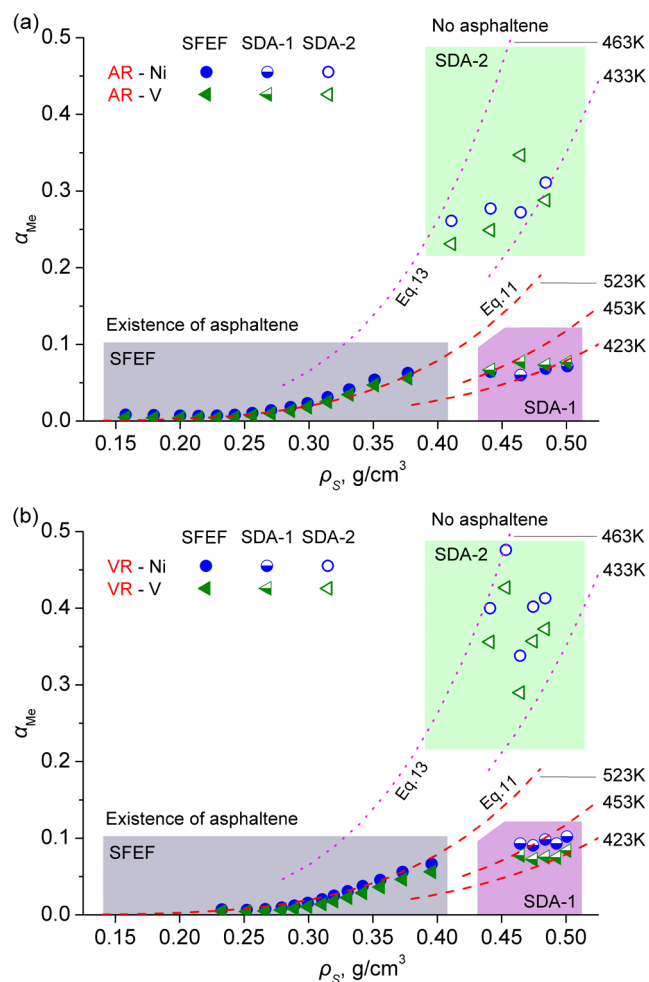 (a)
No asphaltene
463K
0.5
SFEF SDA-1 SDA-2
SDA-2
AR - Ni
433K
AR - V
0.4
0.3
αMe
0.2
Eq.13
Eq.11
523K
Existence of asphaltene
453K
0.1
SFEF
423K
SDA-1
0.0
0.15 0.20 0.25 0.30 0.35 0.40 0.45 0.50
ρS, g/cm³
(b)
No asphaltene
463K
0.5
SFEF SDA-1 SDA-2
SDA-2
VR - Ni
433K
VR - V
0.4
0.3
αMe
0.2
Eq.13
Eq.11
523K
Existence of asphaltene
453K
0.1
SFEF
423K
SDA-1
0.0
0.15 0.20 0.25 0.30 0.35 0.40 0.45 0.50
ρS, g/cm³